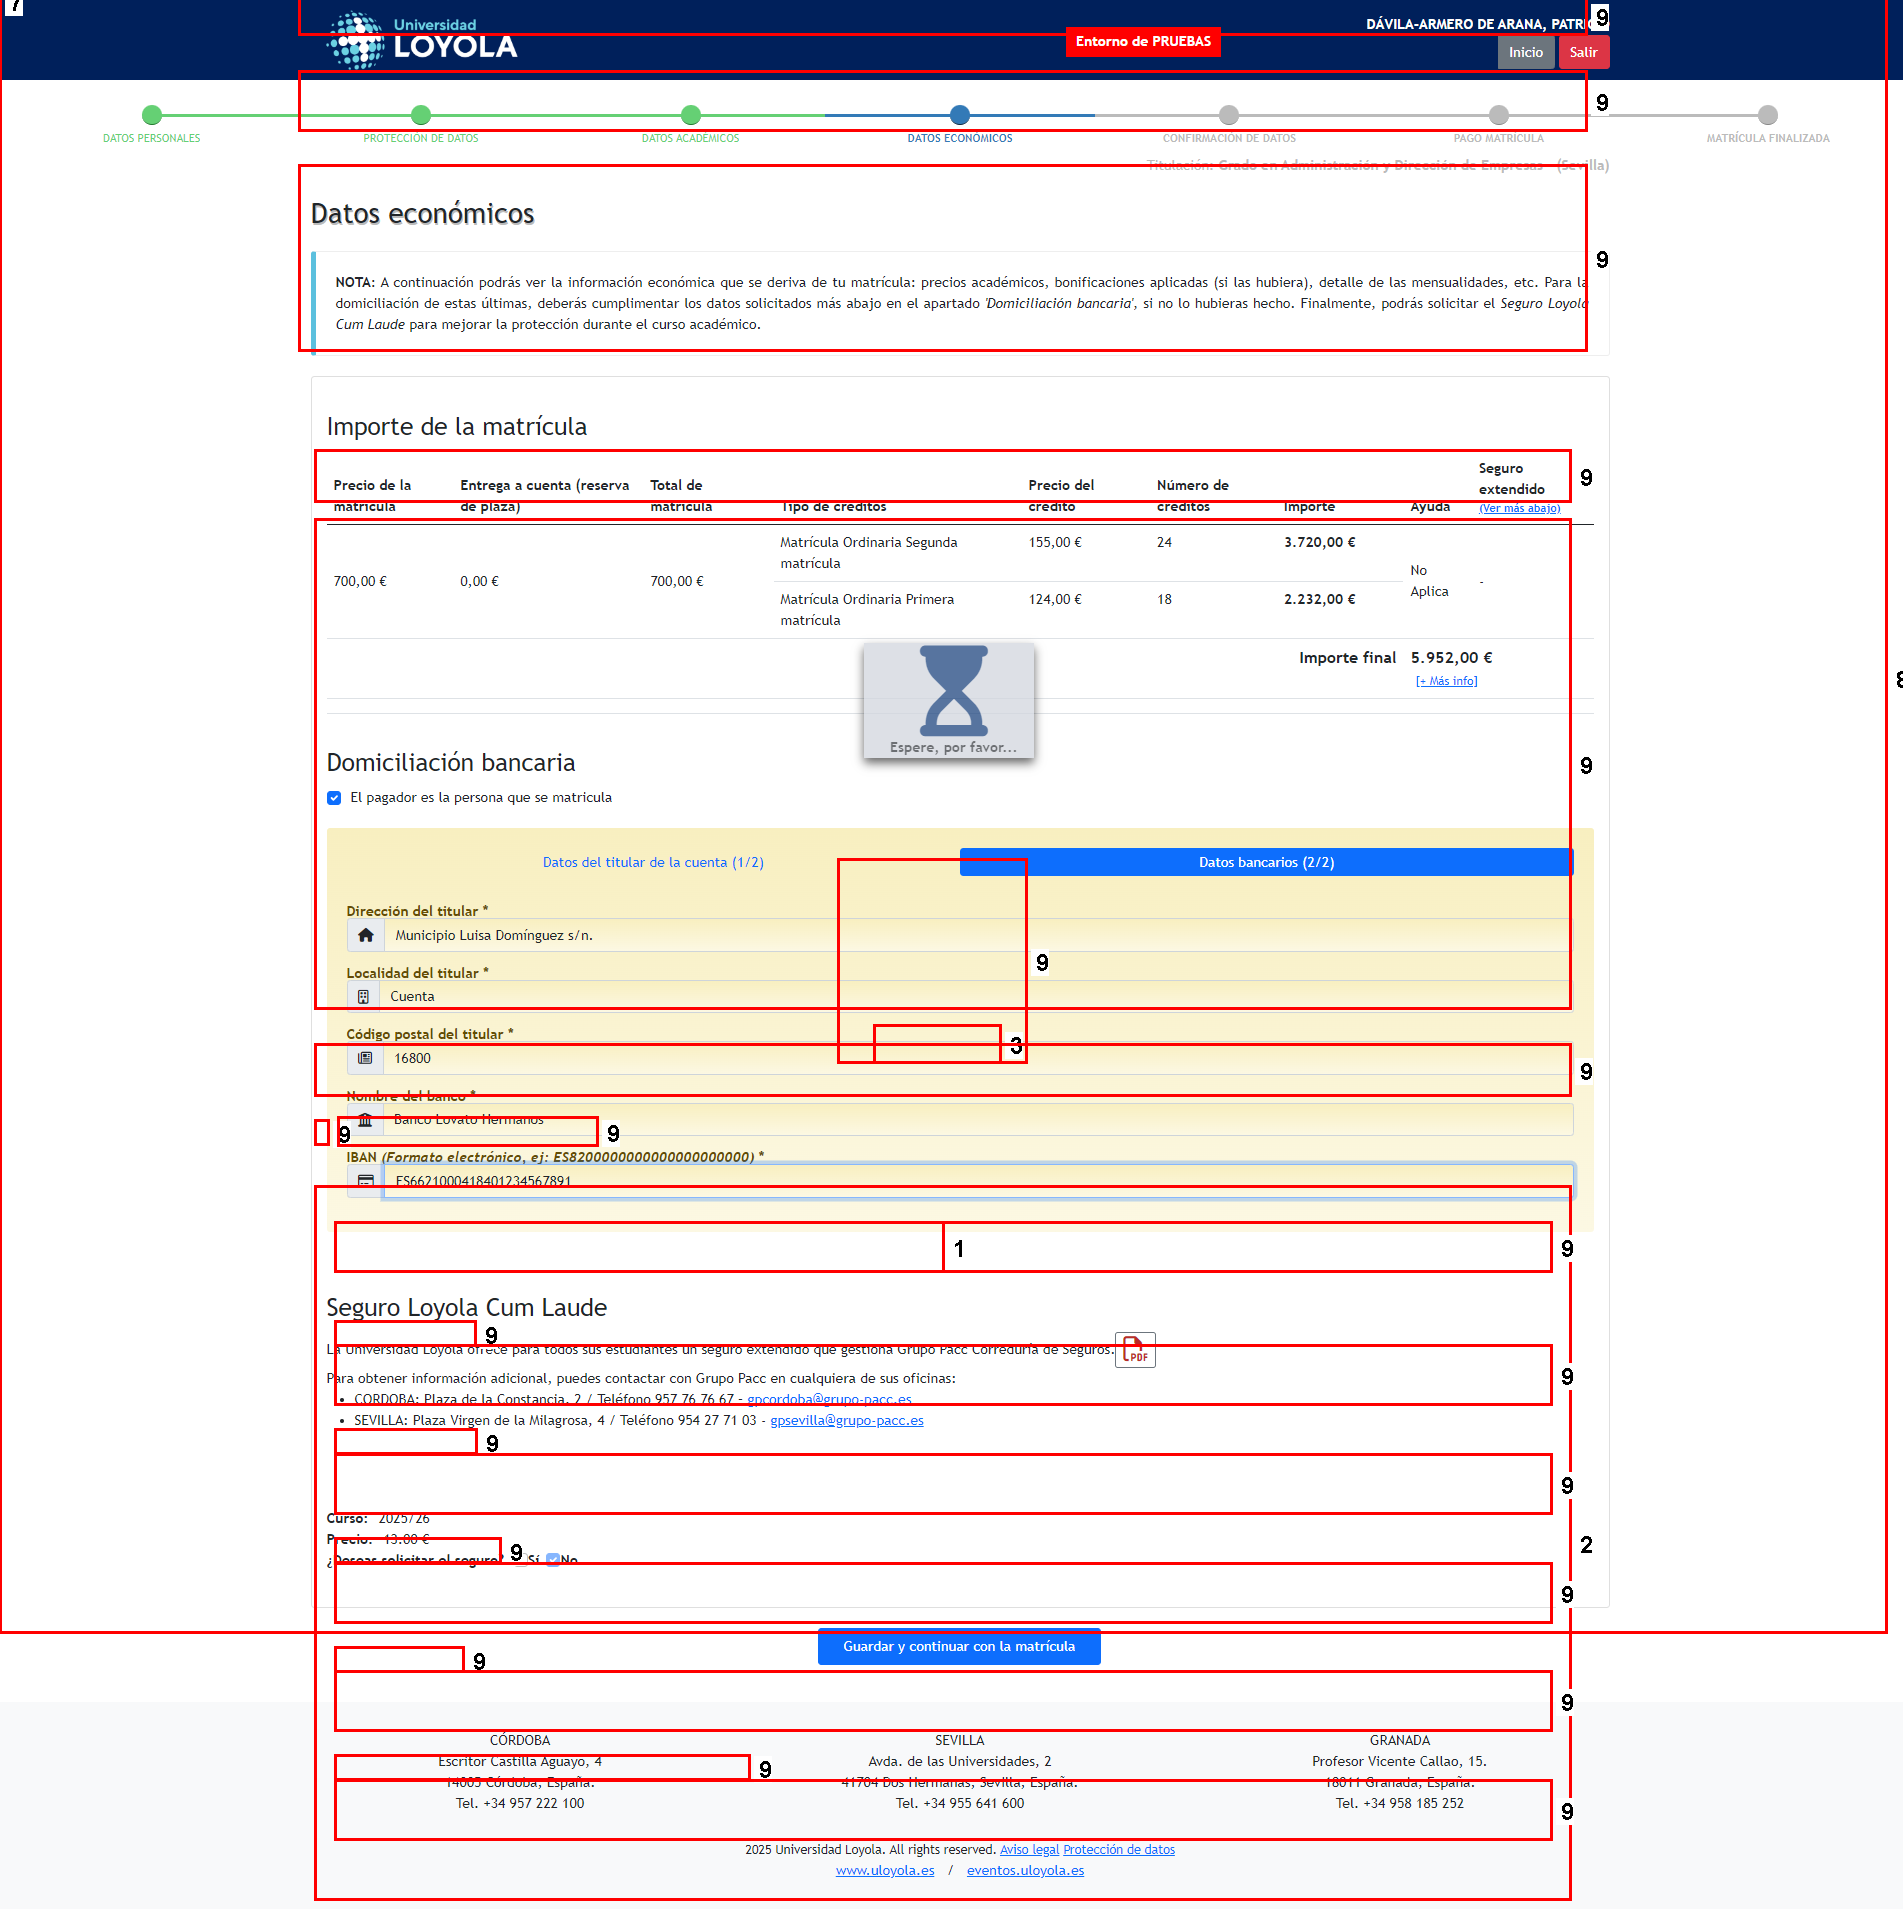 7
Universidad
LOYOLA
Entorno de PRUEBAS
DÁVILA-ARMERO DE ARANA,
9
Inicio
Salir
9
DATOS PERSONALES
PROTECCIÓN DE DATOS
DATOS ACADÉMICOS
DATOS ECONÓMICOS
CONFIRMACIÓN DE DATOS
PAGO MATRÍCULA
MATRÍCULA FINALIZADA
Titulación: Grado en Administración y Dirección de Empresas - (Sevilla)
Datos económicos
9
NOTA: A continuación podrás ver la información económica que se deriva de tu matrícula: precios académicos, bonificaciones aplicadas (si las hubiera), detalle de las mensualidades, etc. Para la
domiciliación de estas últimas, deberás cumplimentar los datos solicitados más abajo en el apartado 'Domiciliación bancaria', si no lo hubieras hecho. Finalmente, podrás solicitar el Seguro Loyola
Cum Laude para mejorar la protección durante el curso académico.
Importe de la matrícula
Precio de la matrícula
Entrega a cuenta (reserva de plaza)
Total de matrícula
Tipo de créditos
Precio del crédito
Número de créditos
Importe
Ayuda
Seguro extendido
(Ver más abajo)
9
700,00 €
0,00 €
700,00 €
Matrícula Ordinaria Segunda matrícula
155,00 €
24
3.720,00 €
Matrícula Ordinaria Primera matrícula
124,00 €
18
2.232,00 €
No Aplica
-
Importe final 5.952,00 €
[+ Más info]
8
Espere, por favor...
Domiciliación bancaria
9
El pagador es la persona que se matricula
Datos del titular de la cuenta (1/2)
Datos bancarios (2/2)
Dirección del titular *
Municipio Luisa Domínguez s/n.
9
Localidad del titular *
Cuenta
Código postal del titular *
3
16800
9
Nombre del banco *
Banco Lovato Hermanos
9
9
IBAN (Formato electrónico, ej: ES8200000000000000000000) *
ES6621000418401234567891
1
9
Seguro Loyola Cum Laude
9
La Universidad Loyola ofrece para todos sus estudiantes un seguro extendido que gestiona Grupo Pacc Correduría de Seguros.
PDF
9
Para obtener información adicional, puedes contactar con Grupo Pacc en cualquiera de sus oficinas:
• CÓRDOBA: Plaza de la Constancia, 2 / Teléfono 957 76 76 67 - gpcordoba@grupo-pacc.es
• SEVILLA: Plaza Virgen de la Milagrosa, 4 / Teléfono 954 27 71 03 - gpsevilla@grupo-pacc.es
9
9
Curso: 2025/26
Precio: 13.00 €
¿Deseas solicitar el seguro? Sí No
9
2
9
Guardar y continuar con la matrícula
9
9
CÓRDOBA
Escritor Castilla Aguayo, 4
14005 Córdoba, España.
Tel. +34 957 222 100
SEVILLA
Avda. de las Universidades, 2
41704 Dos Hermanas, Sevilla, España.
Tel. +34 955 641 600
GRANADA
Profesor Vicente Callao, 15.
18011 Granada, España.
Tel. +34 958 185 252
9
9
2025 Universidad Loyola. All rights reserved. Aviso legal Protección de datos
www.uloyola.es / eventos.uloyola.es